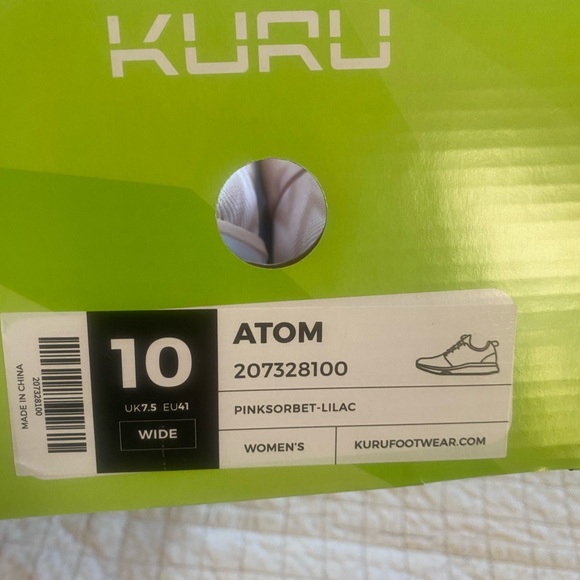 KURU
MADE IN CHINA
207328100
10
UK7.5 EU41
WIDE
ATOM
207328100
PINKSORBET-LILAC
WOMEN'S
KURUFOOTWEAR.COM